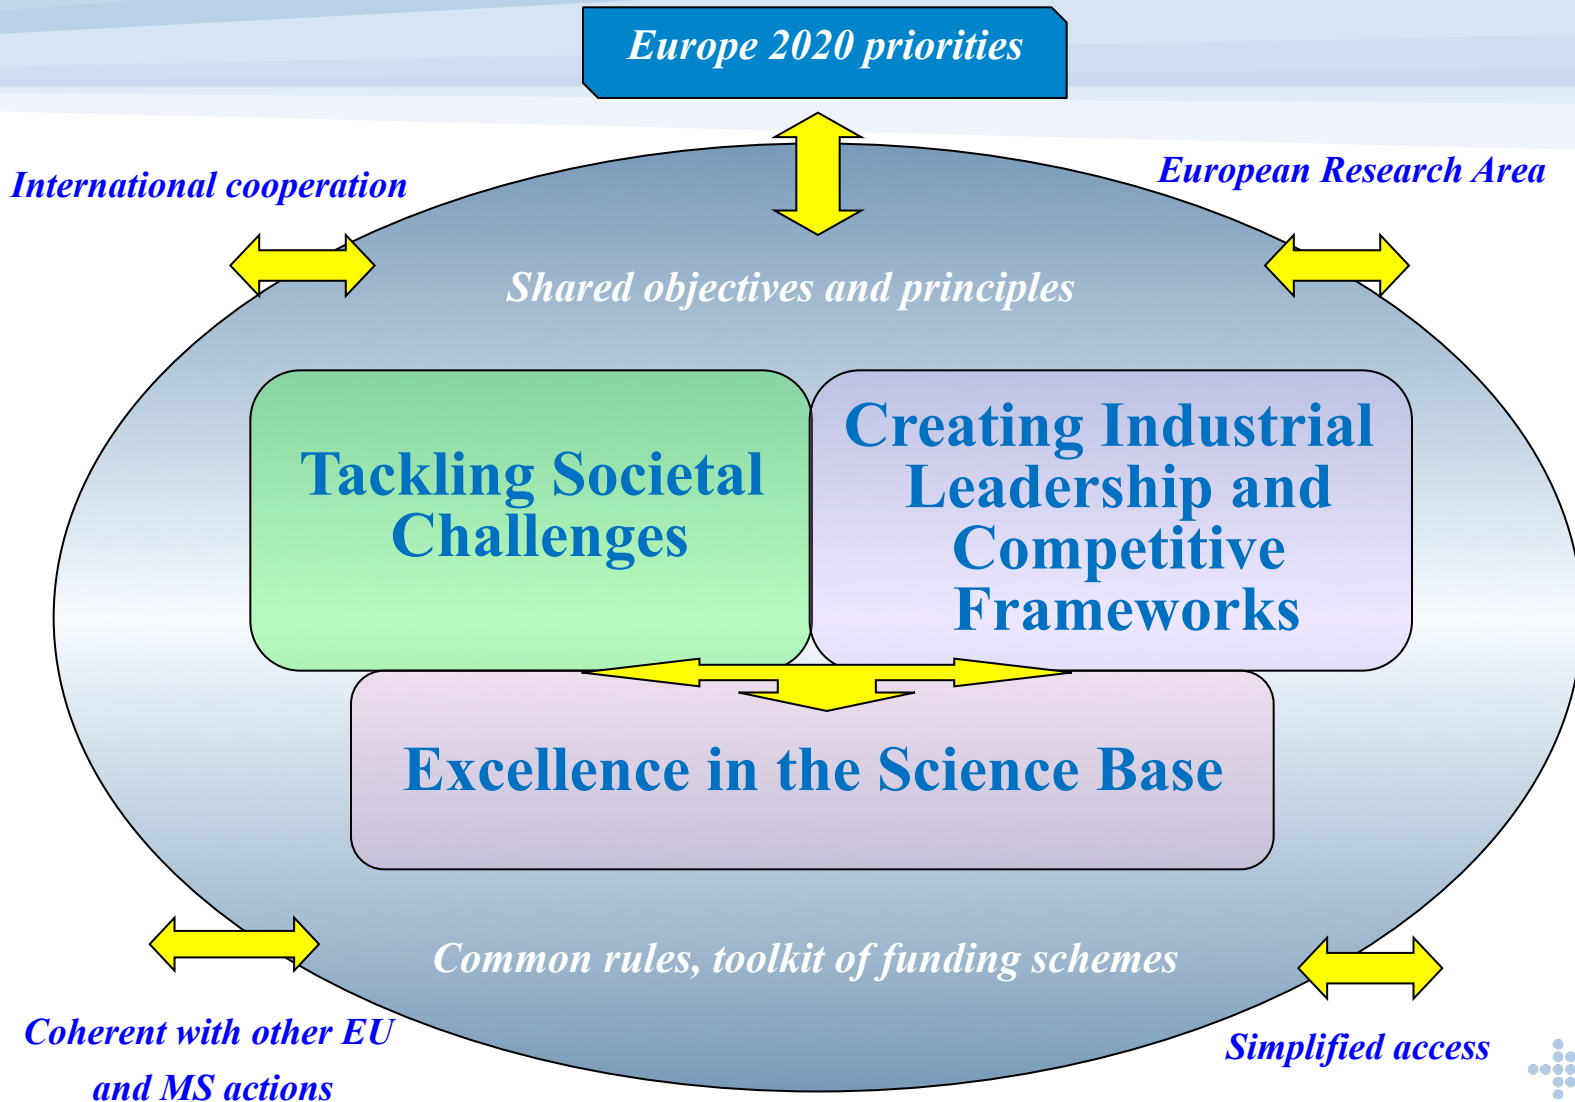 Europe 2020 priorities
International cooperation
European Research Area
Shared objectives and principles
Tackling Societal
Challenges
Creating Industrial
Leadership and
Competitive
Frameworks
Excellence in the Science Base
Common rules, toolkit of funding schemes
Coherent with other EU
and MS actions
Simplified access